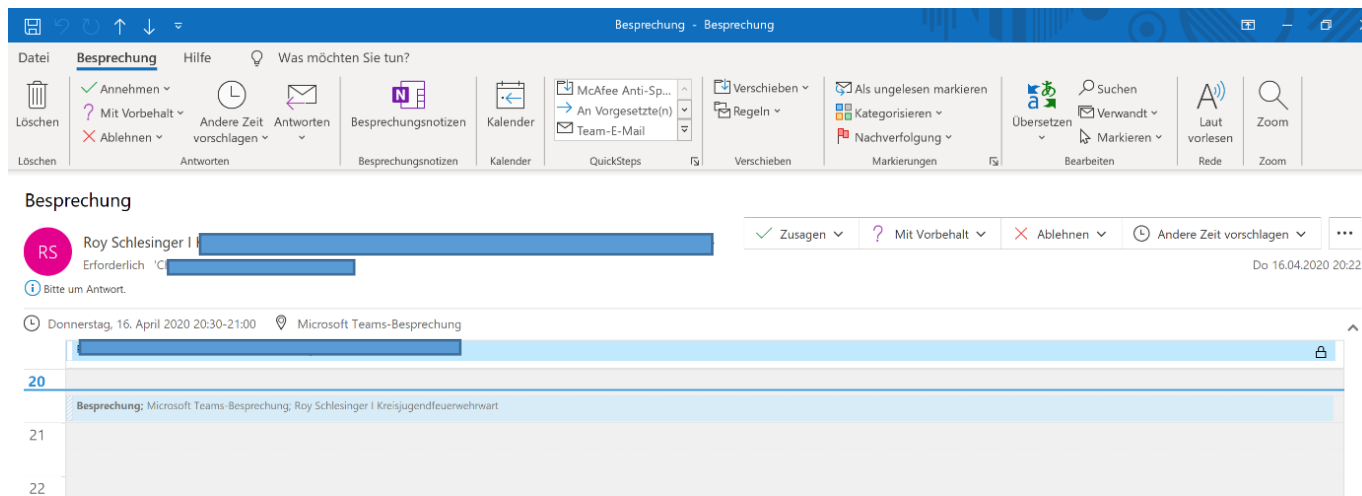 Besprechung - Besprechung
Datei Besprechung Hilfe Was möchten Sie tun?
Löschen
Annehmen
Mit Vorbehalt
Ablehnen
Andere Zeit
vorschlagen
Antworten
Besprechungsnotizen
Kalender
McAfee Anti-Sp...
An Vorgesetzte(n)
Team-E-Mail
Verschieben
Regeln
Als ungelesen markieren
Kategorisieren
Nachverfolgung
Übersetzen
Suchen
Verwandt
Markieren
Laut
vorlesen
Zoom
Löschen Antworten Besprechungsnotizen Kalender QuickSteps Verschieben Markierungen Bearbeiten Rede Zoom
Besprechung
RS
Roy Schlesinger I
Zusagen Mit Vorbehalt Ablehnen Andere Zeit vorschlagen ...
Erforderlich
Do 16.04.2020 20:22
Bitte um Antwort.
Donnerstag, 16. April 2020 20:30-21:00 Microsoft Teams-Besprechung
20
Besprechung; Microsoft Teams-Besprechung; Roy Schlesinger I Kreisjugendfeuerwehrwart
21
22